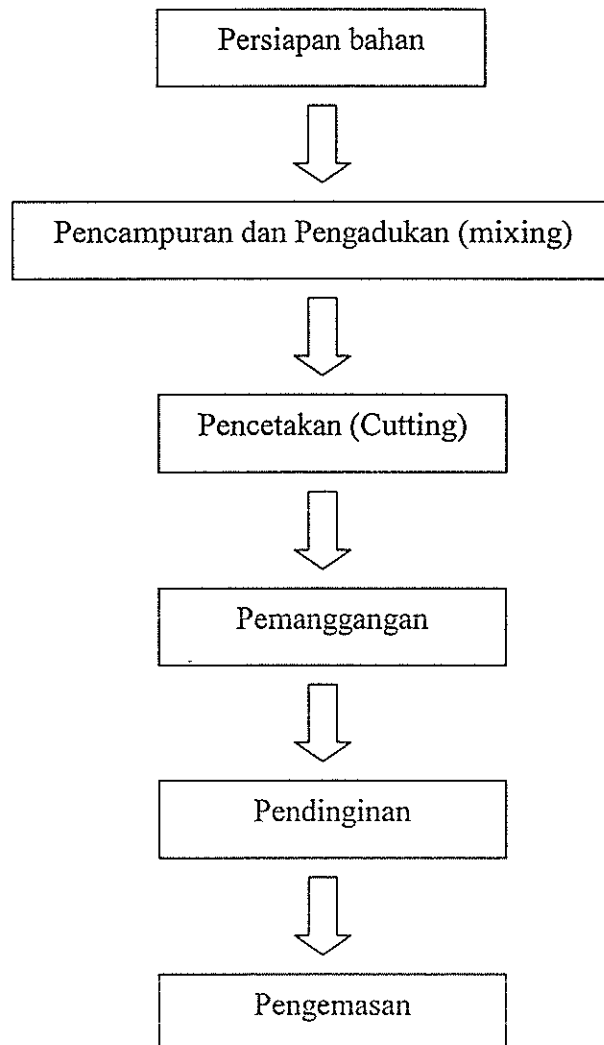 Persiapan bahan
Pencampuran dan Pengadukan (mixing)
Pencetakan (Cutting)
Pemanggangan
Pendinginan
Pengemasan